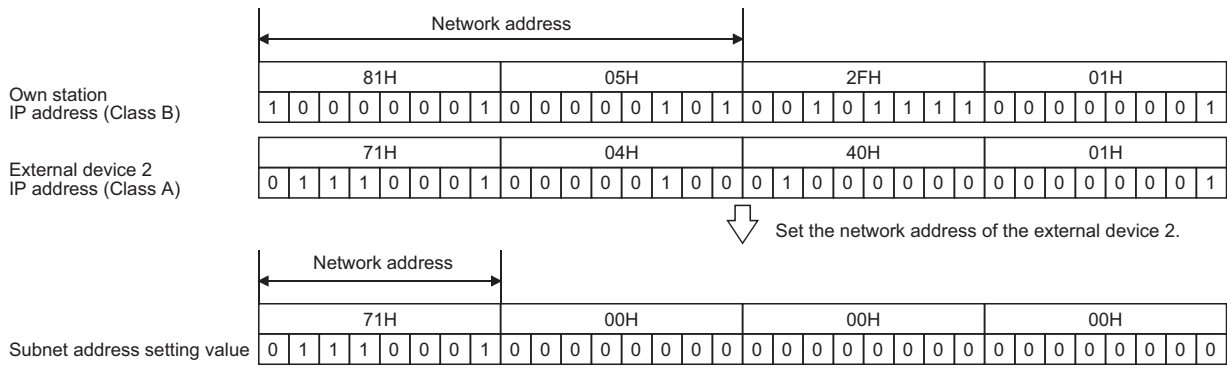 Network address
81H 05H 2FH 01H
Own station
IP address (Class B)
1 0 0 0 0 0 0 1 0 0 0 0 0 1 0 1 0 0 1 0 1 1 1 1 0 0 0 0 0 0 0 1
71H 04H 40H 01H
External device 2
IP address (Class A)
0 1 1 1 0 0 0 1 0 0 0 0 0 1 0 0 0 1 0 0 0 0 0 0 0 0 0 0 0 0 0 1
Set the network address of the external device 2.
Network address
71H 00H 00H 00H
Subnet address setting value 0 1 1 1 0 0 0 1 0 0 0 0 0 0 0 0 0 0 0 0 0 0 0 0 0 0 0 0 0 0 0 0